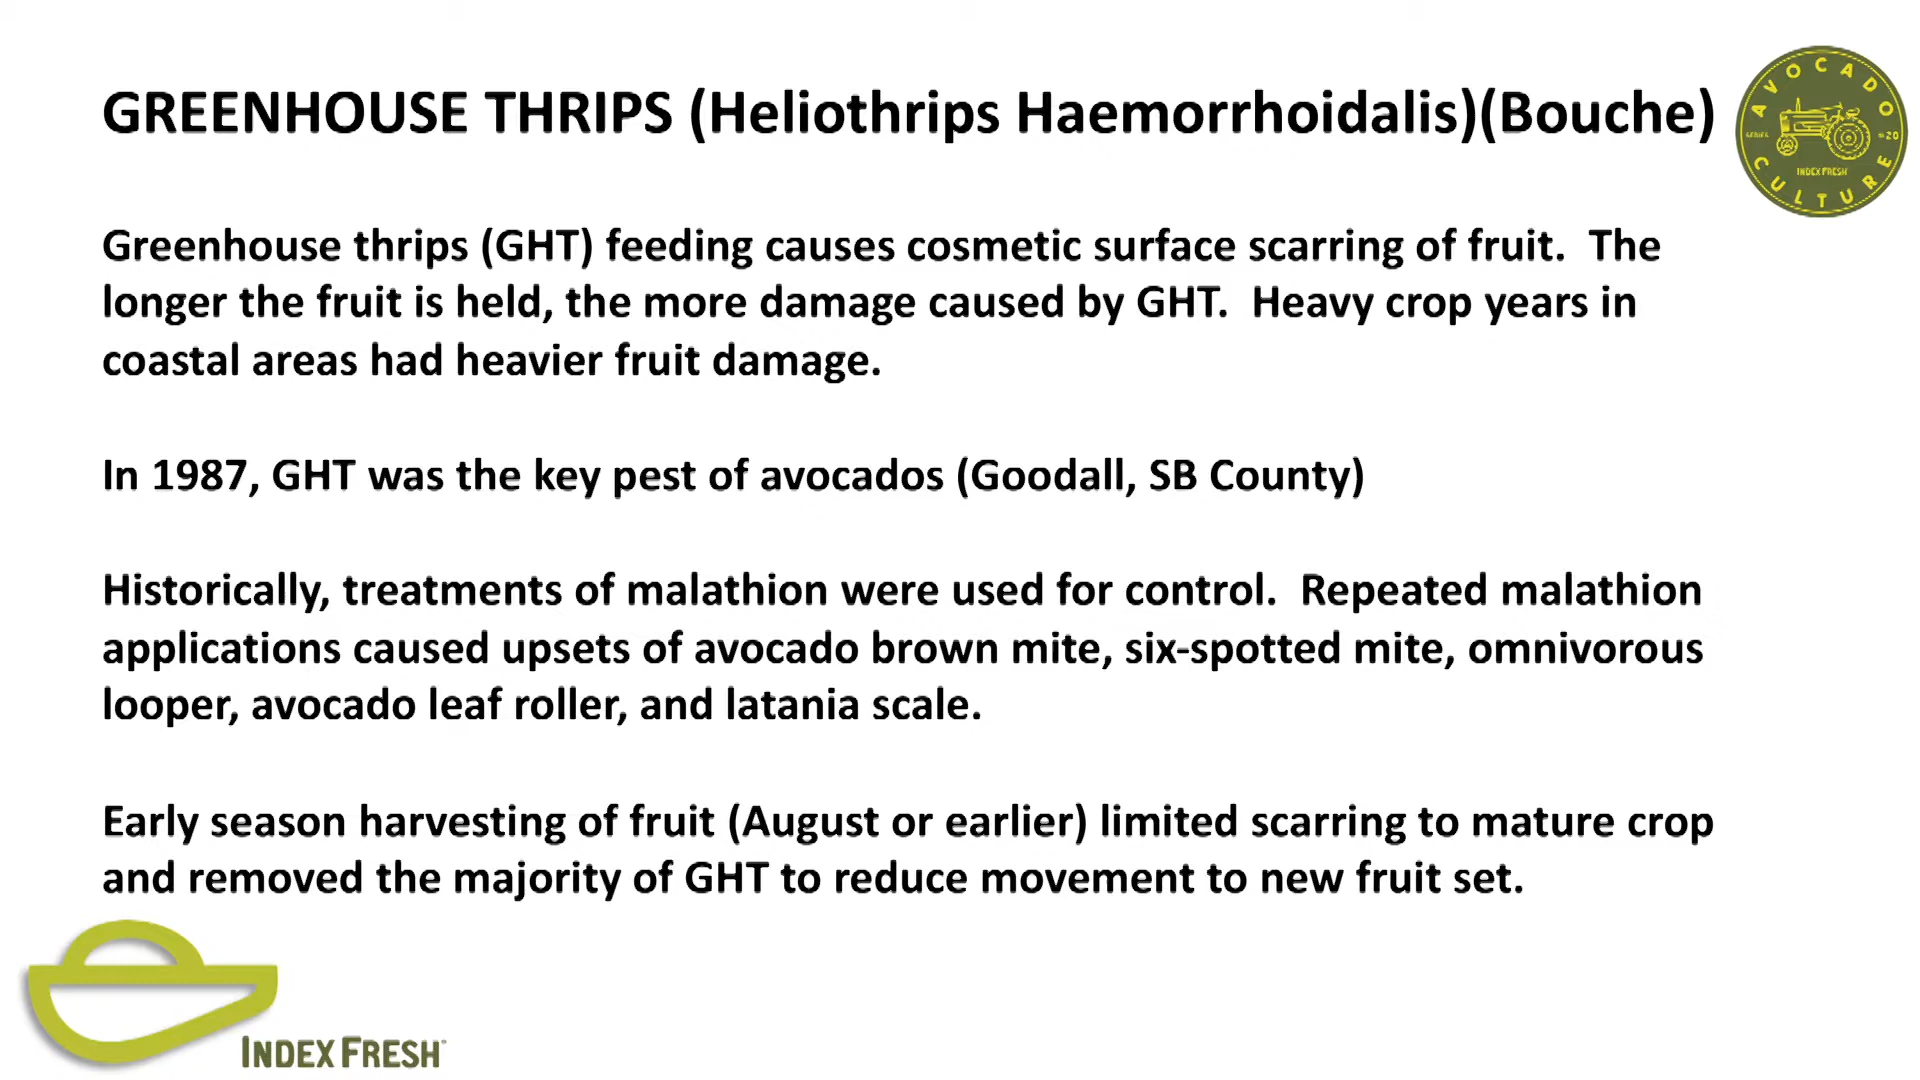 GREENHOUSE THRIPS (Heliothrips Haemorrhoidalis)(Bouche)
AVOCADO
SERIES #20
INDEX FRESH
CULTURE
Greenhouse thrips (GHT) feeding causes cosmetic surface scarring of fruit. The
longer the fruit is held, the more damage caused by GHT. Heavy crop years in
coastal areas had heavier fruit damage.
In 1987, GHT was the key pest of avocados (Goodall, SB County)
Historically, treatments of malathion were used for control. Repeated malathion
applications caused upsets of avocado brown mite, six-spotted mite, omnivorous
looper, avocado leaf roller, and latania scale.
Early season harvesting of fruit (August or earlier) limited scarring to mature crop
and removed the majority of GHT to reduce movement to new fruit set.
INDEX FRESH